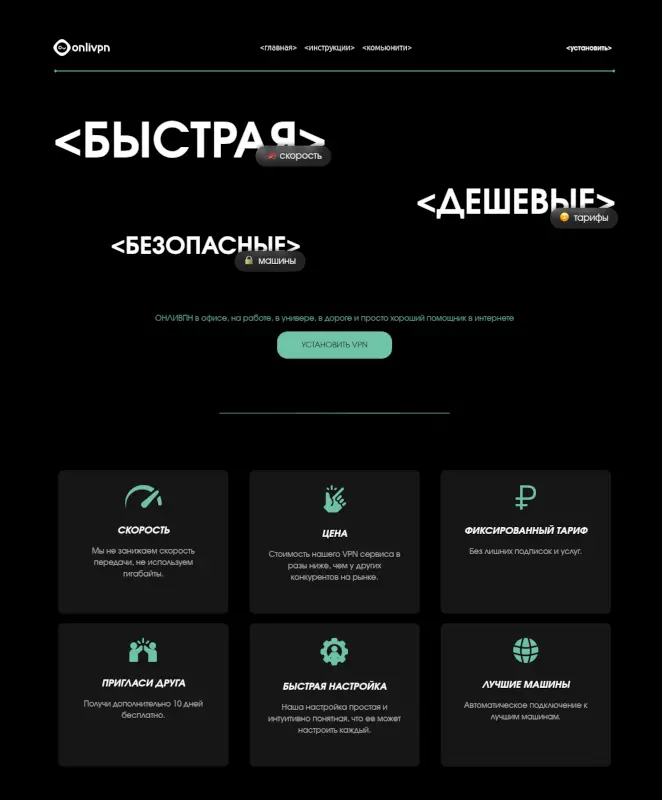 onlivpn
<главная> <инструкции> <комьюнити> <установить>
<БЫСТРАЯ>
скорость
<ДЕШЕВЫЕ>
тарифы
<БЕЗОПАСНЫЕ>
машины
ОНЛИВПН в офисе, на работе, в универе, в дороге и просто хороший помощник в интернете
УСТАНОВИТЬ VPN
СКОРОСТЬ
Мы не занижаем скорость
передачи, не используем
гигабайты.
ЦЕНА
Стоимость нашего VPN сервиса в
разы ниже, чем у других
конкурентов на рынке.
ФИКСИРОВАННЫЙ ТАРИФ
Без лишних подписок и услуг.
ПРИГЛАСИ ДРУГА
Получи дополнительно 10 дней
бесплатно.
БЫСТРАЯ НАСТРОЙКА
Наша настройка простая и
интуитивно понятная, что ее может
настроить каждый.
ЛУЧШИЕ МАШИНЫ
Автоматическое подключение к
лучшим машинам.